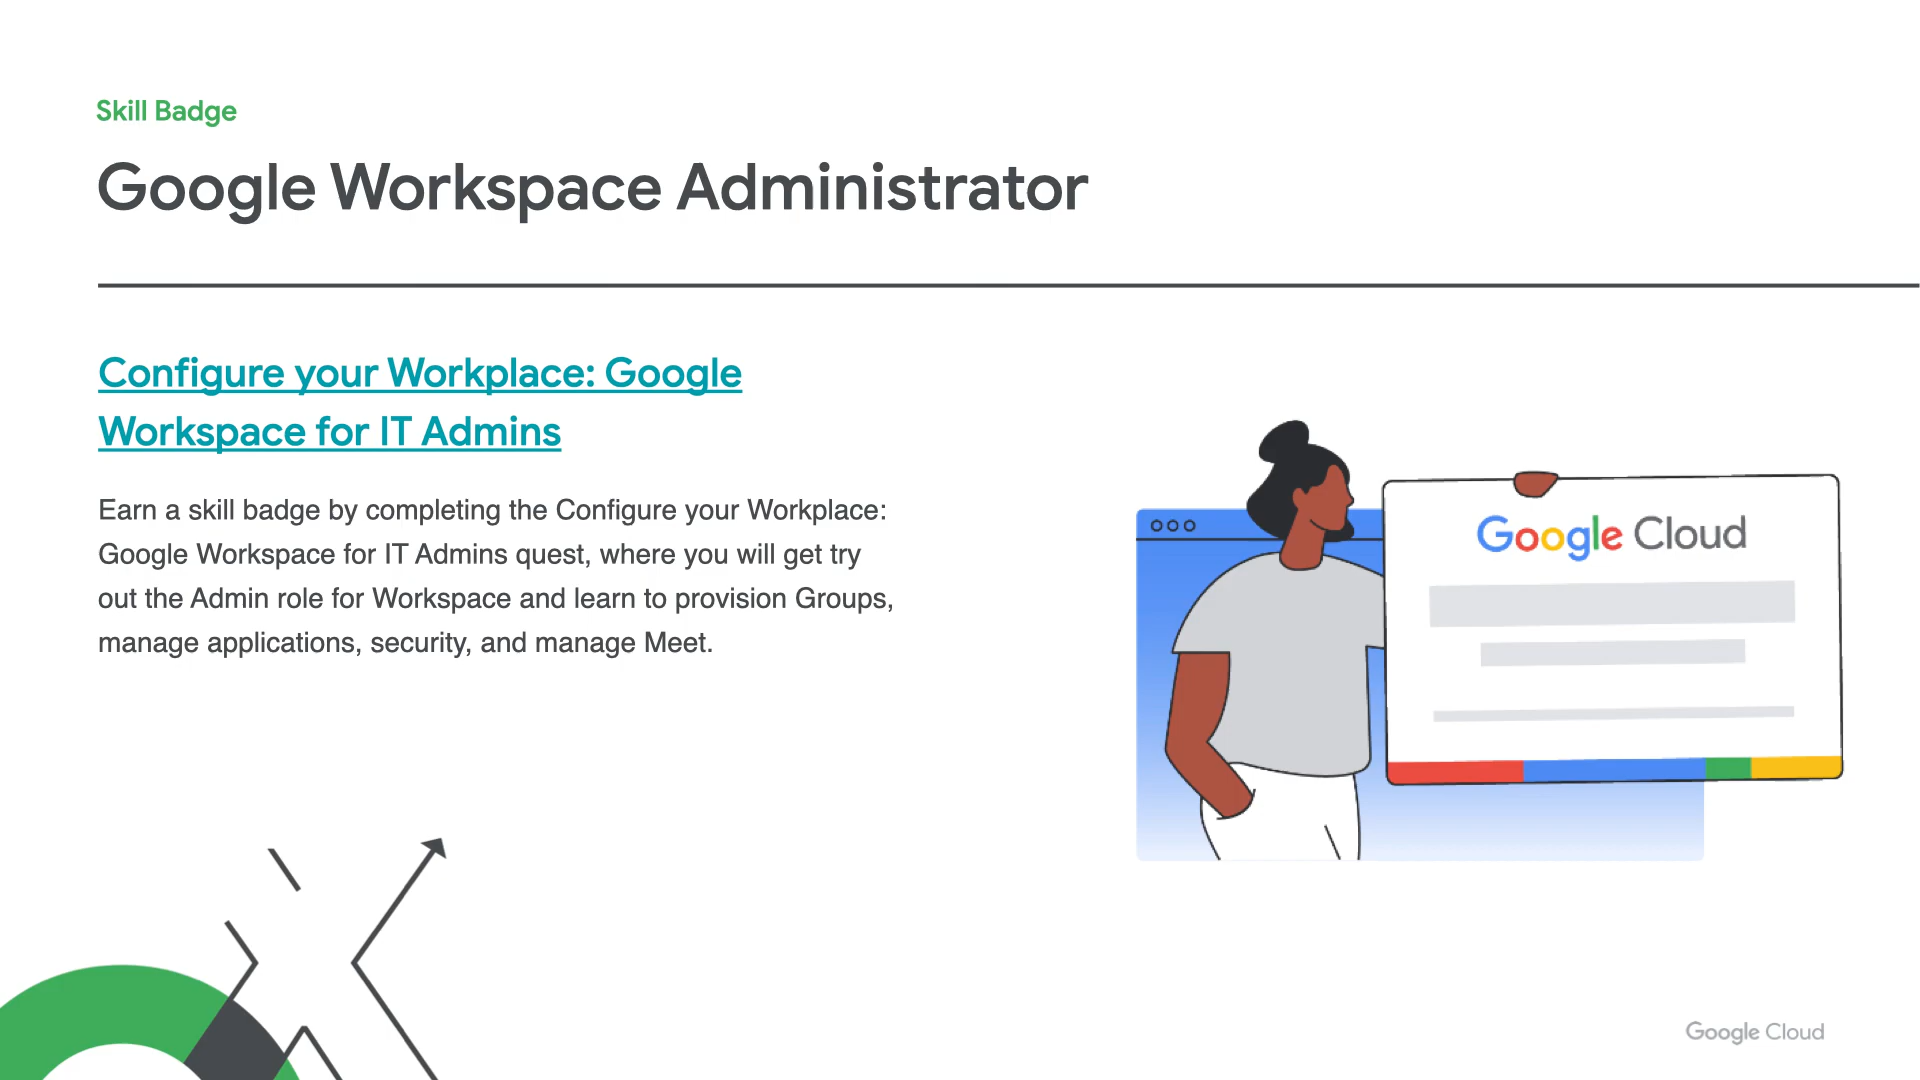 Skill Badge
Google Workspace Administrator
Configure your Workplace: Google
Workspace for IT Admins
Earn a skill badge by completing the Configure your Workplace:
Google Workspace for IT Admins quest, where you will get try
out the Admin role for Workspace and learn to provision Groups,
manage applications, security, and manage Meet.
Google Cloud
Google Cloud